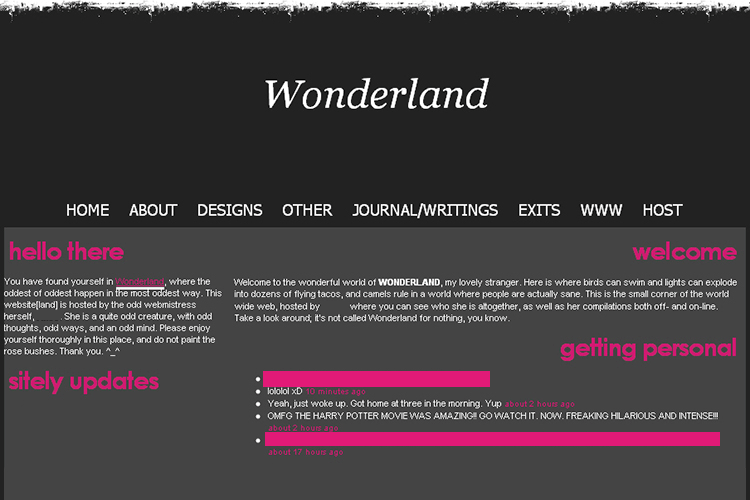 Wonderland
HOME ABOUT DESIGNS OTHER JOURNAL/WRITINGS EXITS WWW HOST
hello there
You have found yourself in Wonderland, where the
oddest of oddest happen in the most oddest way. This
website[land] is hosted by the odd webmistress
herself, . She is a quite odd creature, with odd
thoughts, odd ways, and an odd mind. Please enjoy
yourself thoroughly in this place, and do not paint the
rose bushes. Thank you. ^_^
sitely updates
welcome
Welcome to the wonderful world of WONDERLAND, my lovely stranger. Here is where birds can swim and lights can explode
into dozens of flying tacos, and camels rule in a world where people are actually sane. This is the small corner of the world
wide web, hosted by where you can see who she is altogether, as well as her compilations both off- and on-line.
Take a look around; it's not called Wonderland for nothing, you know.
getting personal
lololol xD 10 minutes ago
Yeah, just woke up. Got home at three in the morning. Yup about 2 hours ago
OMFG THE HARRY POTTER MOVIE WAS AMAZING!! GO WATCH IT. NOW. FREAKING HILARIOUS AND INTENSE!!!
about 2 hours ago
about 17 hours ago